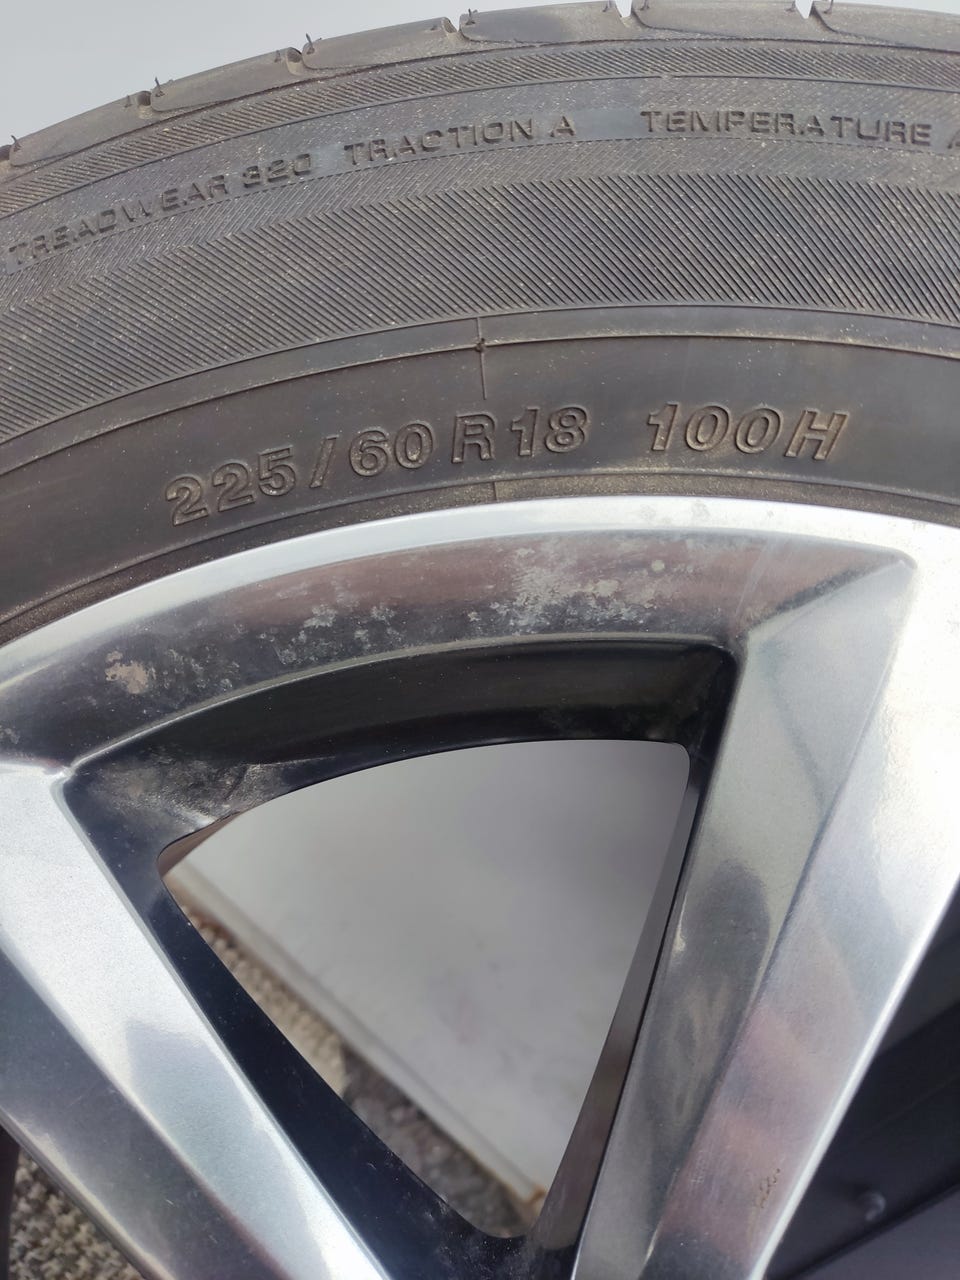 TREADWEAR 320 TRACTION A TEMPERATURE A
225/60R18 100H